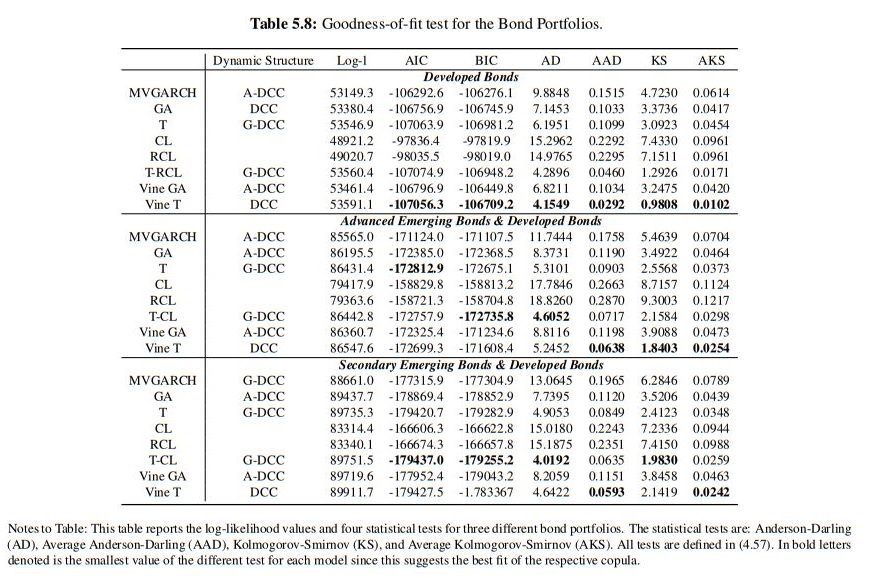 Table 5.8: Goodness-of-fit test for the Bond Portfolios.
Dynamic Structure Log-l AIC BIC AD AAD KS AKS
Developed Bonds
MVGARCH A-DCC 53149.3 -106292.6 -106276.1 9.8848 0.1515 4.7230 0.0614
GA DCC 53380.4 -106756.9 -106745.9 7.1453 0.1033 3.3736 0.0417
T G-DCC 53546.9 -107063.9 -106981.2 6.1951 0.1099 3.0923 0.0454
CL 48921.2 -97836.4 -97819.9 15.2962 0.2292 7.4330 0.0961
RCL 49020.7 -98035.5 -98019.0 14.9765 0.2295 7.1511 0.0961
T-RCL G-DCC 53560.4 -107074.9 -106948.2 4.2896 0.0460 1.2926 0.0171
Vine GA A-DCC 53461.4 -106796.9 -106449.8 6.8211 0.1034 3.2475 0.0420
Vine T DCC 53591.1 -107056.3 -106709.2 4.1549 0.0292 0.9808 0.0102
Advanced Emerging Bonds & Developed Bonds
MVGARCH A-DCC 85565.0 -171124.0 -171107.5 11.7444 0.1758 5.4639 0.0704
GA A-DCC 86195.5 -172385.0 -172368.5 8.3731 0.1190 3.4922 0.0464
T G-DCC 86431.4 -172812.9 -172675.1 5.3101 0.0903 2.5568 0.0373
CL 79417.9 -158829.8 -158813.2 17.7846 0.2663 8.7157 0.1124
RCL 79363.6 -158721.3 -158704.8 18.8260 0.2870 9.3003 0.1217
T-CL G-DCC 86442.8 -172757.9 -172735.8 4.6052 0.0717 2.1584 0.0298
Vine GA A-DCC 86360.7 -172325.4 -171234.6 8.8116 0.1198 3.9088 0.0473
Vine T DCC 86547.6 -172699.3 -171608.4 5.2452 0.0638 1.8403 0.0254
Secondary Emerging Bonds & Developed Bonds
MVGARCH G-DCC 88661.0 -177315.9 -177304.9 13.0645 0.1965 6.2846 0.0789
GA A-DCC 89437.7 -178869.4 -178852.9 7.7395 0.1120 3.5206 0.0439
T G-DCC 89735.3 -179420.7 -179282.9 4.9053 0.0849 2.4123 0.0348
CL 83314.4 -166606.3 -166622.8 15.0180 0.2243 7.2336 0.0944
RCL 83340.1 -166674.3 -166657.8 15.1875 0.2351 7.4150 0.0988
T-CL G-DCC 89751.5 -179437.0 -179255.2 4.0192 0.0635 1.9830 0.0259
Vine GA A-DCC 89719.6 -177952.4 -179043.2 8.2059 0.1151 3.8458 0.0463
Vine T DCC 89911.7 -179427.5 -1.783367 4.6422 0.0593 2.1419 0.0242
Notes to Table: This table reports the log-likelihood values and four statistical tests for three different bond portfolios. The statistical tests are: Anderson-Darling
(AD), Average Anderson-Darling (AAD), Kolmogorov-Smirnov (KS), and Average Kolmogorov-Smirnov (AKS). All tests are defined in (4.57). In bold letters
denoted is the smallest value of the different test for each model since this suggests the best fit of the respective copula.